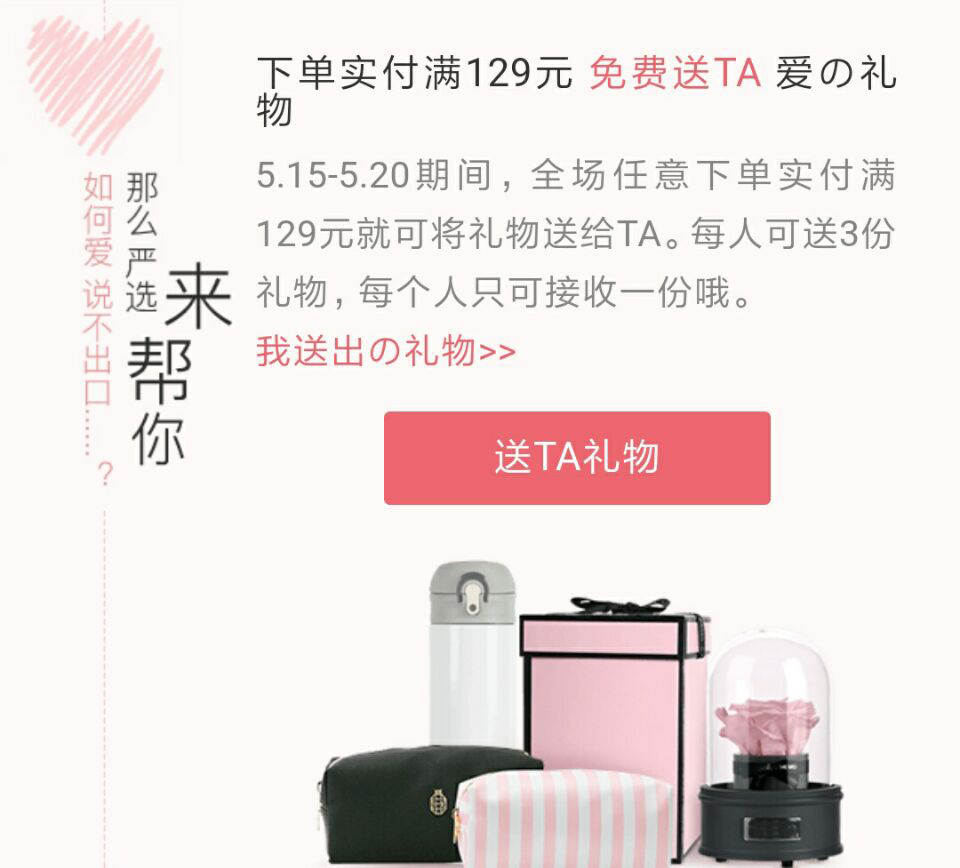 下单实付满129元 免费送TA 爱の礼
物
5.15-5.20期间，全场任意下单实付满
129元就可将礼物送给TA。每人可送3份
礼物，每个人只可接收一份哦。
我送出の礼物>>
送TA礼物
如何爱 说不出口……？
那么 严选
来
帮
你